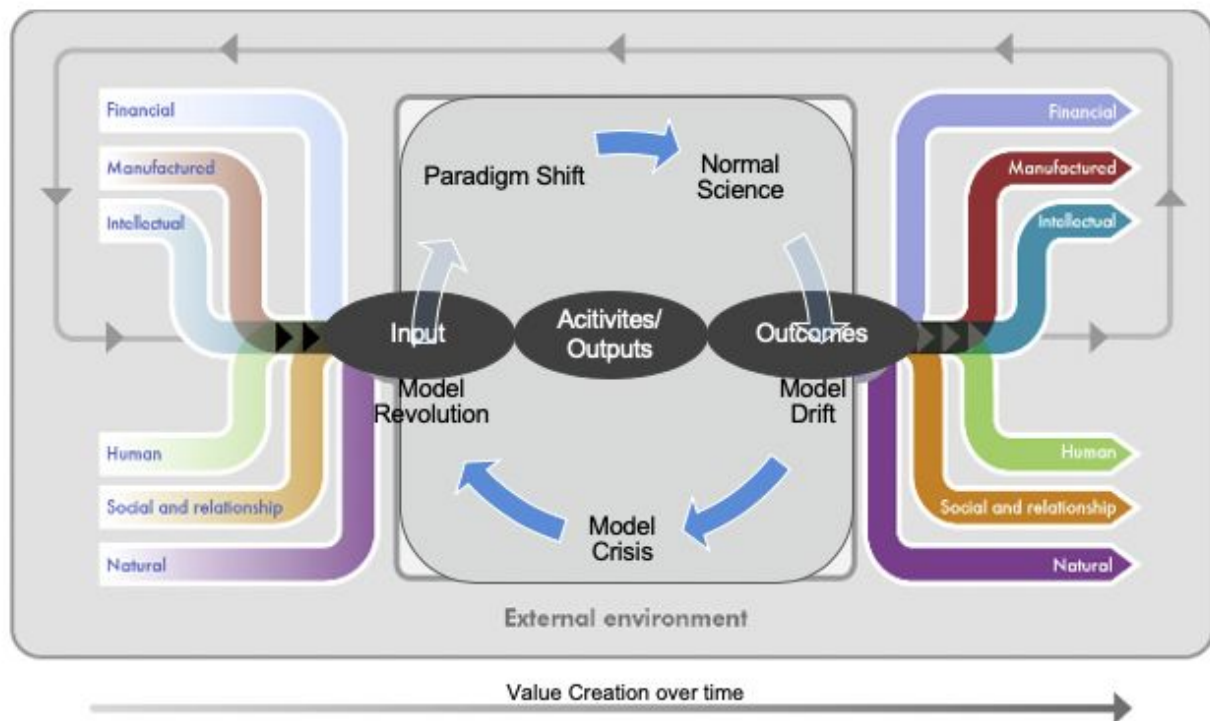 Financial
Manufactured
Intellectual
Human
Social and relationship
Natural
Paradigm Shift
Normal
Science
Input
Acitivites/
Outputs
Outcomes
Model
Revolution
Model
Drift
Model
Crisis
Financial
Manufactured
Intellectual
Human
Social and relationship
Natural
External environment
Value Creation over time